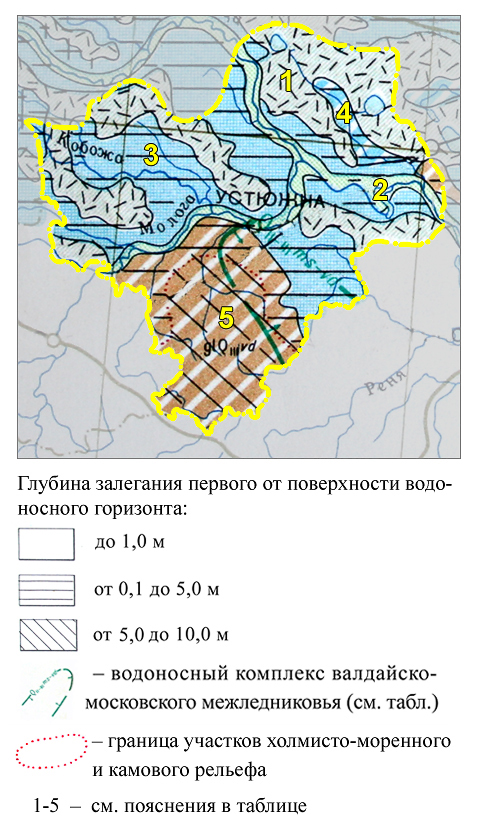 1
4
Кобожа
3
2
УСТЮЖНА
Молога
5
gQIII
Реня
Глубина залегания первого от поверхности водо-
носного горизонта:
до 1,0 м
от 0,1 до 5,0 м
от 5,0 до 10,0 м
– водоносный комплекс валдайско-
московского межледниковья (см. табл.)
– граница участков холмисто-моренного
и камового рельефа
1-5 – см. пояснения в таблице